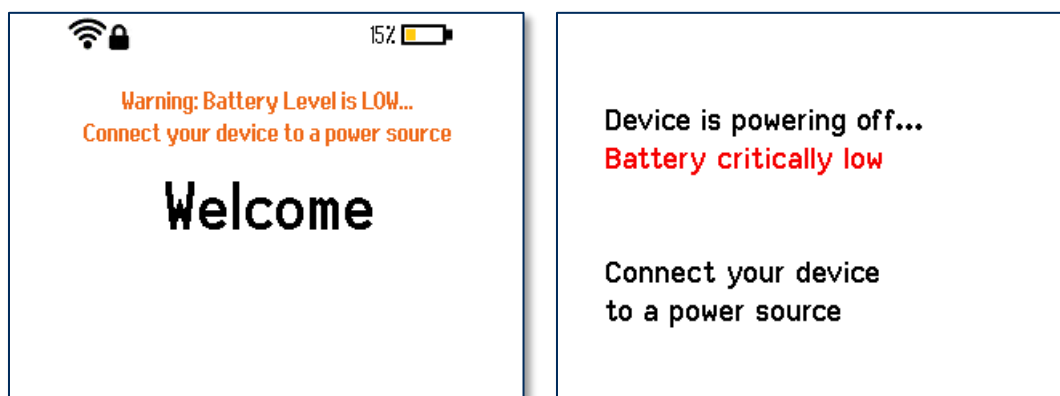 15%
Warning: Battery Level is LOW...
Connect your device to a power source
Welcome
Device is powering off...
Battery critically low
Connect your device
to a power source